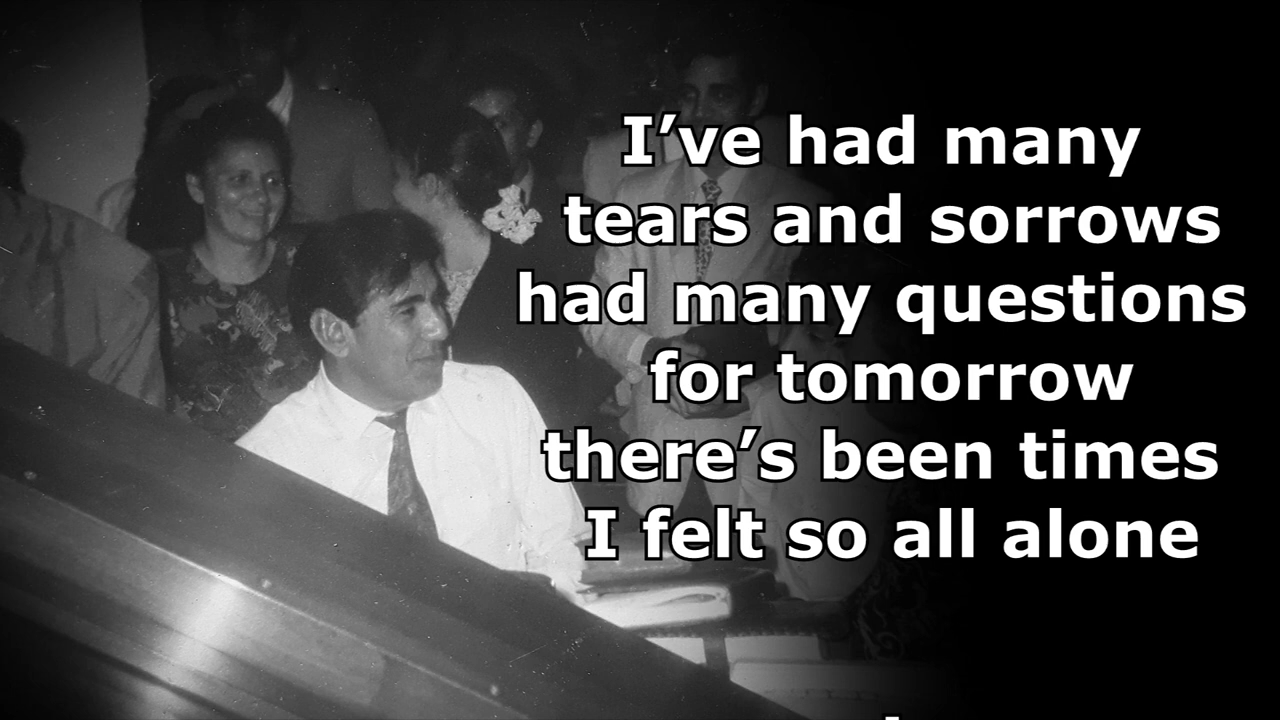 I’ve had many
tears and sorrows
had many questions
for tomorrow
there’s been times
I felt so all alone